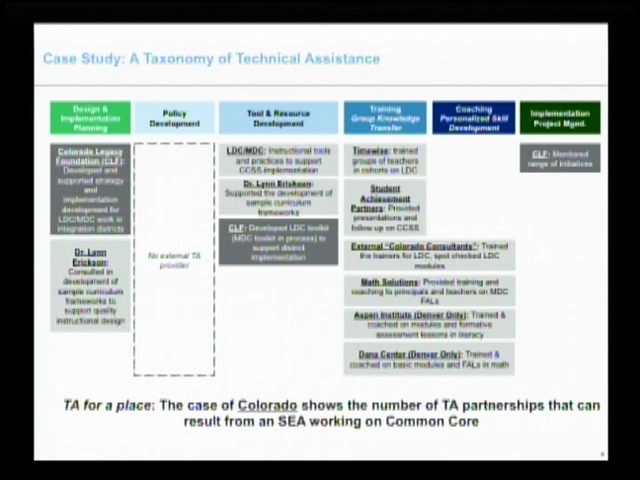 Case Study: A Taxonomy of Technical Assistance
Design &
Implementation
Planning
Policy
Development
Tool & Resource
Development
Training
Group Knowledge
Transfer
Coaching
Personalized Skill
Development
Implementation
Project Mgmt.
Colorado Legacy
Foundation (CLF):
Developed and
supported strategy
and
implementation
development for
LDC/MDC work in
integration districts
Dr. Lynn
Erickson:
Consulted in
development of
sample curriculum
frameworks to
support quality
instructional design
No external TA
provider
LDC/MDC: Instructional tools
and practices to support
CCSS implementation
Dr. Lynn Erickson:
Supported the development of
sample curriculum
frameworks
CLF: Developed LDC toolkit
(MDC toolkit in process) to
support district
implementation
Timewise: trained
groups of teachers
in cohorts on LDC
Student
Achievement
Partners: Provided
presentations and
follow-up on CCSS
External "Colorado Consultants": Trained
the trainers for LDC, spot checked LDC
modules
Math Solutions: Provided training and
coaching to principals and teachers on MDC
FALs
Aspen Institute (Denver Only): Trained &
coached on modules and formative
assessment lessons in literacy
Dana Center (Denver Only): Trained &
coached on basic modules and FALs in math
CLF: Monitored
range of initiatives
TA for a place: The case of Colorado shows the number of TA partnerships that can
result from an SEA working on Common Core